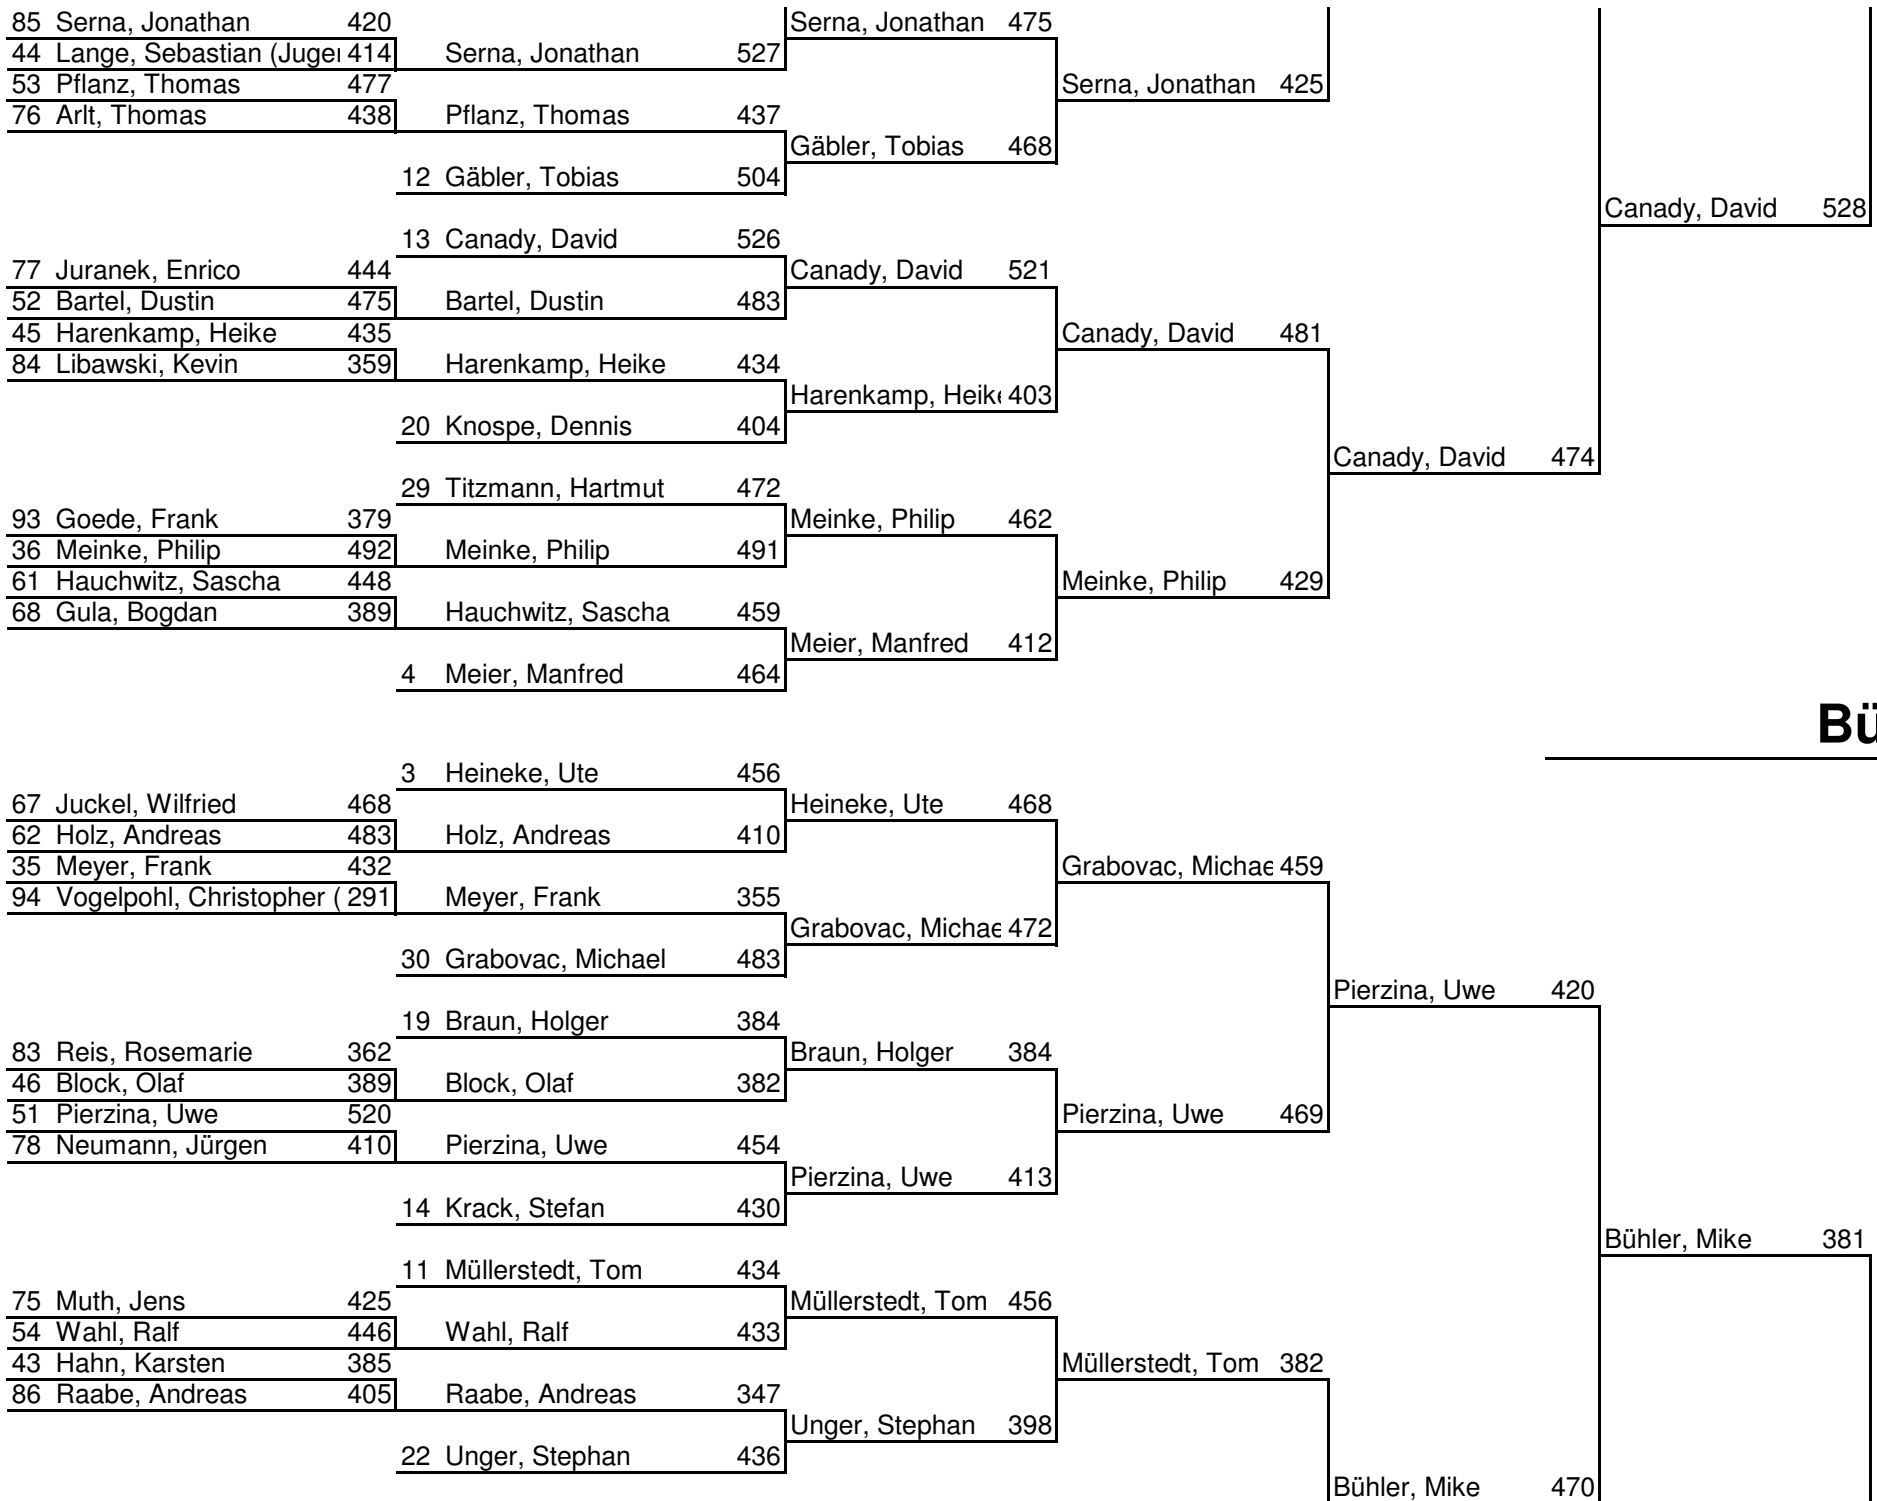 85 Serna, Jonathan 420
Serna, Jonathan 475
44 Lange, Sebastian (Juger 414
Serna, Jonathan 527
53 Pflanz, Thomas 477
Serna, Jonathan 425
76 Arlt, Thomas 438
Pflanz, Thomas 437
Gäbler, Tobias 468
12 Gäbler, Tobias 504
Canady, David 528
13 Canady, David 526
77 Juranek, Enrico 444
Canady, David 521
52 Bartel, Dustin 475
Bartel, Dustin 483
45 Harenkamp, Heike 435
Canady, David 481
84 Libawski, Kevin 359
Harenkamp, Heike 434
Harenkamp, Heike 403
20 Knospe, Dennis 404
Canady, David 474
29 Titzmann, Hartmut 472
93 Goede, Frank 379
Meinke, Philip 462
36 Meinke, Philip 492
Meinke, Philip 491
61 Hauchwitz, Sascha 448
Meinke, Philip 429
68 Gula, Bogdan 389
Hauchwitz, Sascha 459
Meier, Manfred 412
4 Meier, Manfred 464
Bü
3 Heineke, Ute 456
67 Juckel, Wilfried 468
Heineke, Ute 468
62 Holz, Andreas 483
Holz, Andreas 410
35 Meyer, Frank 432
Grabovac, Michae 459
94 Vogelpohl, Christopher ( 291
Meyer, Frank 355
Grabovac, Michae 472
30 Grabovac, Michael 483
Pierzina, Uwe 420
19 Braun, Holger 384
83 Reis, Rosemarie 362
Braun, Holger 384
46 Block, Olaf 389
Block, Olaf 382
51 Pierzina, Uwe 520
Pierzina, Uwe 469
78 Neumann, Jürgen 410
Pierzina, Uwe 454
Pierzina, Uwe 413
14 Krack, Stefan 430
Bühler, Mike 381
11 Müllerstedt, Tom 434
75 Muth, Jens 425
Müllerstedt, Tom 456
54 Wahl, Ralf 446
Wahl, Ralf 433
43 Hahn, Karsten 385
Müllerstedt, Tom 382
86 Raabe, Andreas 405
Raabe, Andreas 347
Unger, Stephan 398
22 Unger, Stephan 436
Bühler, Mike 470